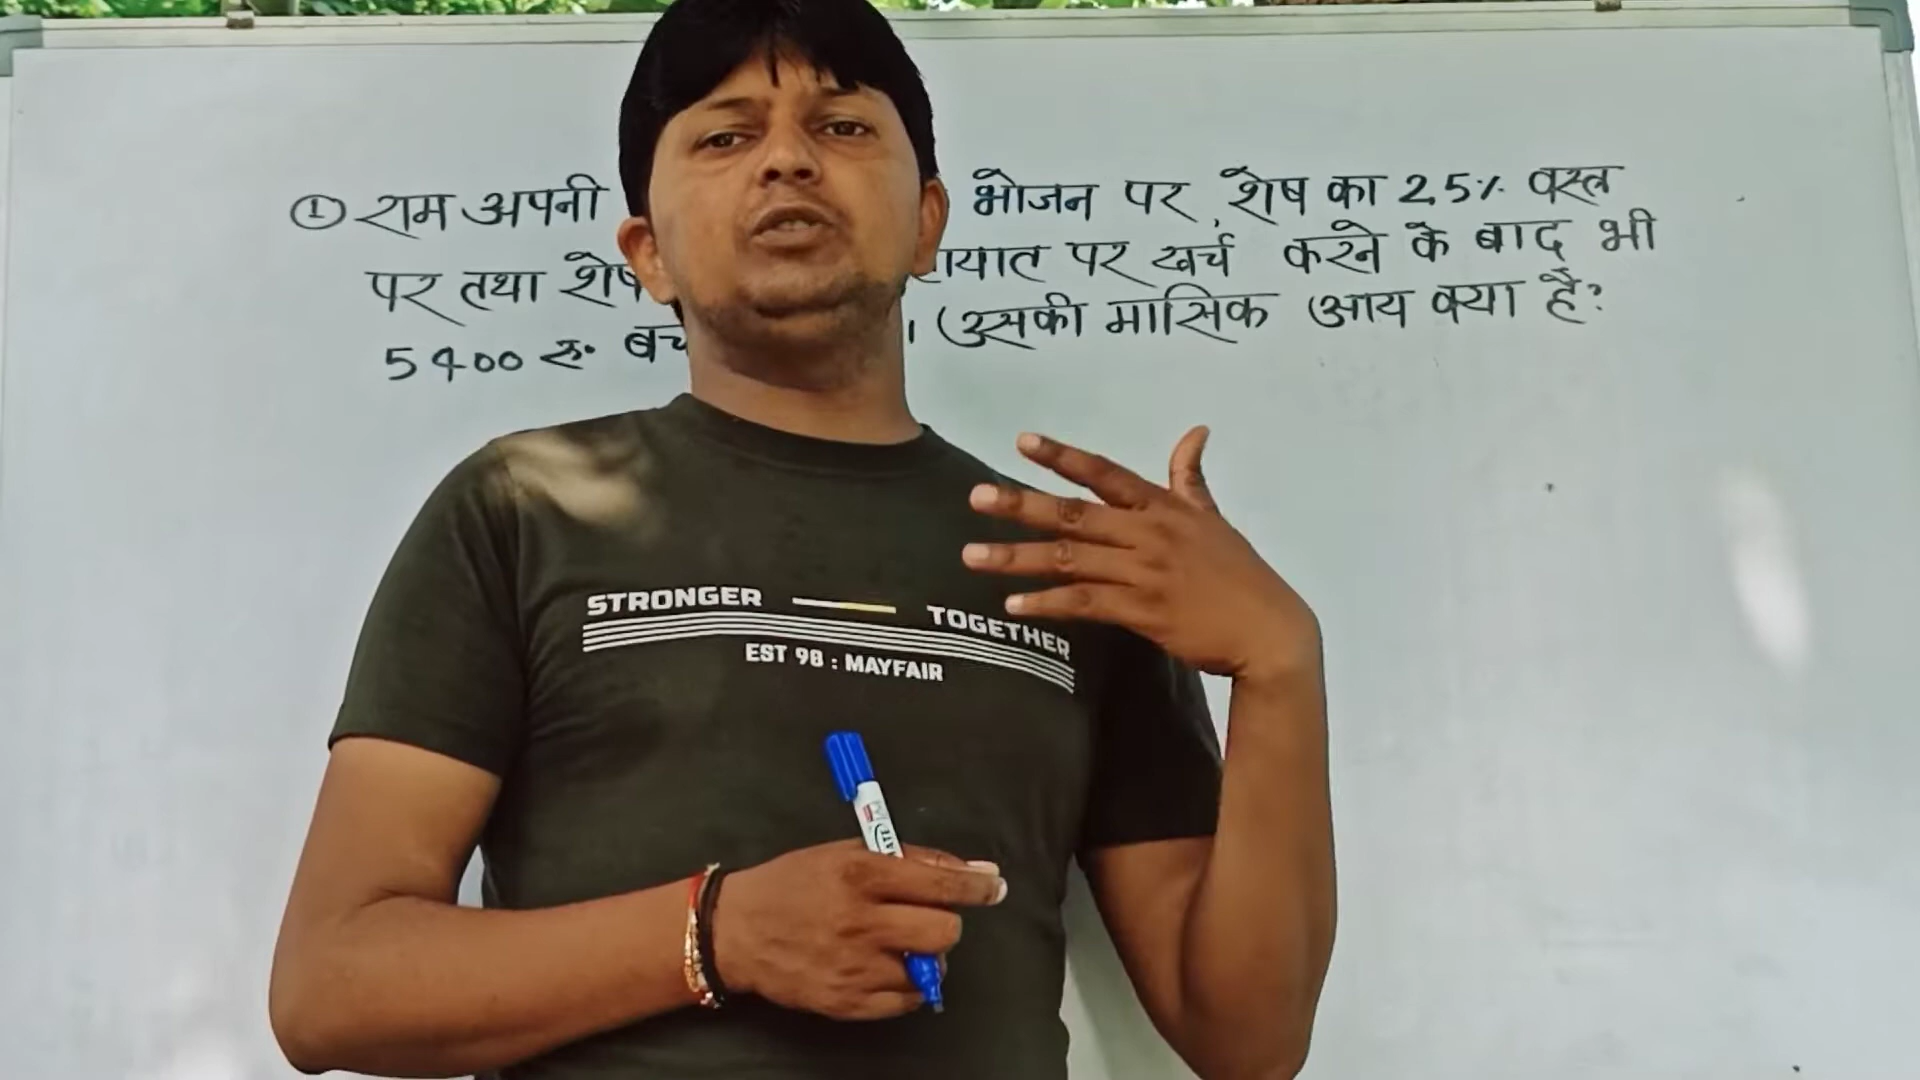 ① राम अपनी भोजन पर, शेष का 25% वस्त्र
पर तथा शेष यात पर खर्च करने के बाद भी
5400 रु. बच । उसकी मासिक आय क्या है?
STRONGER TOGETHER
EST 98 : MAYFAIR